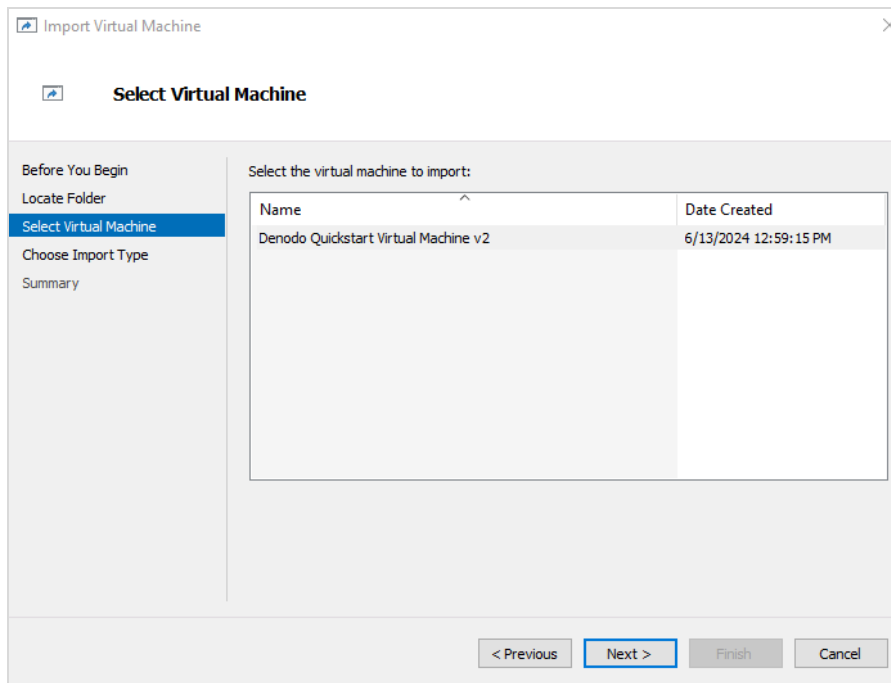 Import Virtual Machine
Select Virtual Machine
Before You Begin
Locate Folder
Select Virtual Machine
Choose Import Type
Summary
Select the virtual machine to import:
Name Date Created
Denodo Quickstart Virtual Machine v2 6/13/2024 12:59:15 PM
< Previous Next > Finish Cancel